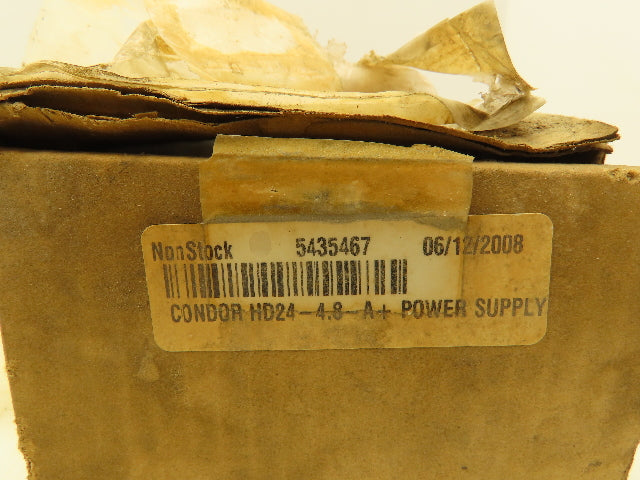 NonStock 5435467 06/12/2008
CONDOR HD24-4.8-A+ POWER SUPPLY